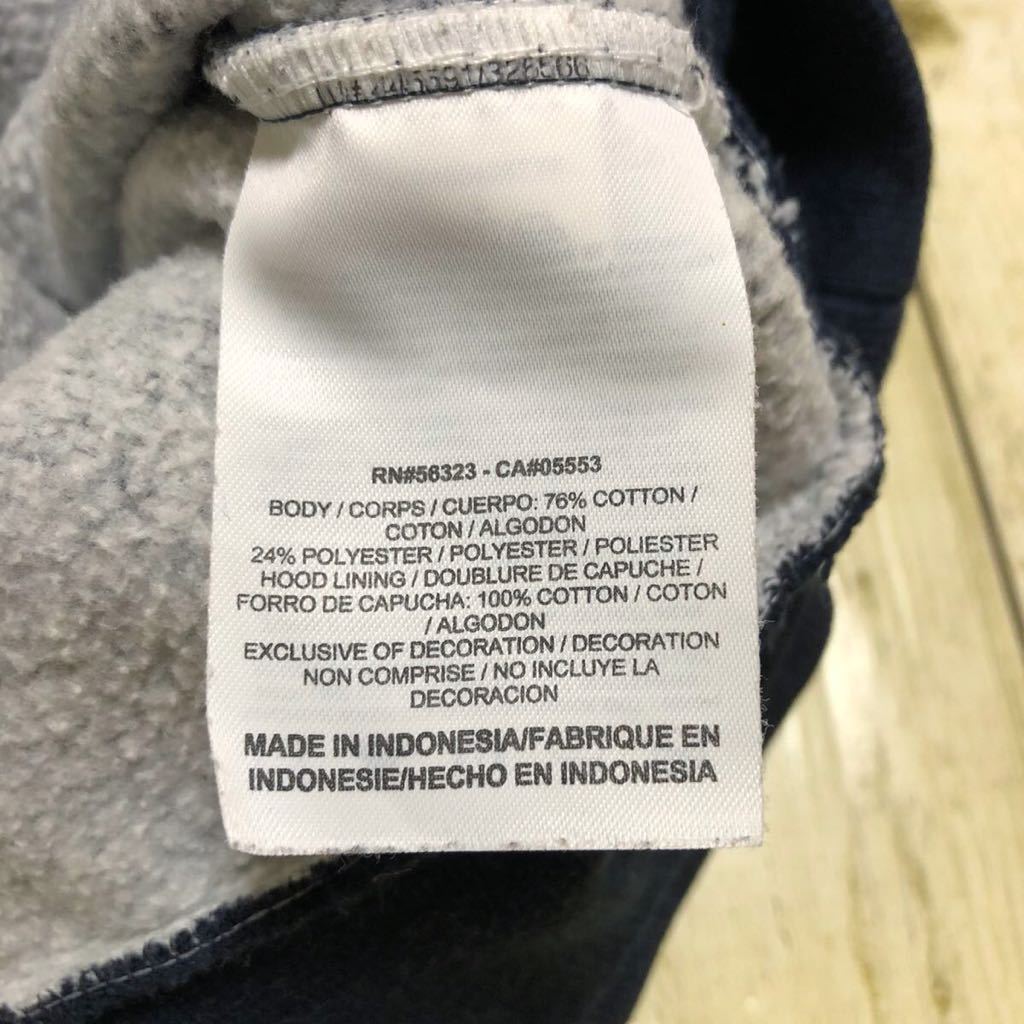 RN#56323 - CA#05553
BODY / CORPS / CUERPO: 76% COTTON /
COTON / ALGODON
24% POLYESTER / POLYESTER / POLIESTER
HOOD LINING / DOUBLURE DE CAPUCHE /
FORRO DE CAPUCHA: 100% COTTON / COTON
/ ALGODON
EXCLUSIVE OF DECORATION / DECORATION
NON COMPRISE / NO INCLUYE LA
DECORACION
MADE IN INDONESIA/FABRIQUE EN
INDONESIE/HECHO EN INDONESIA